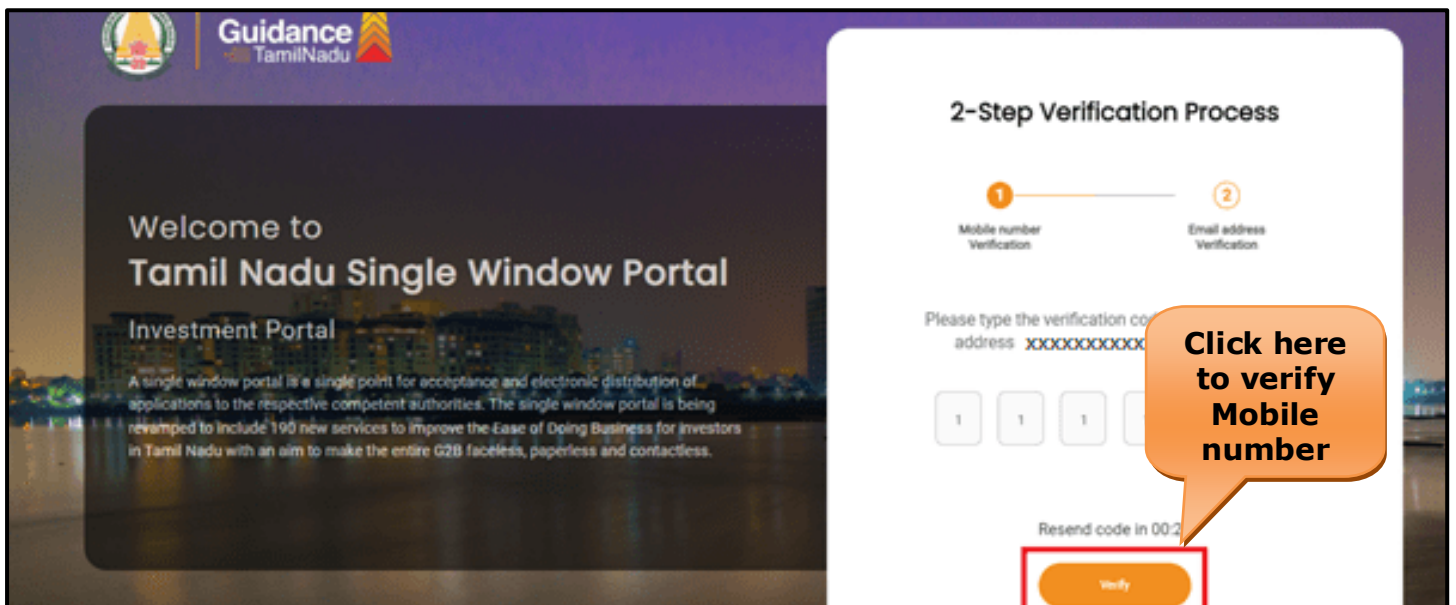 Guidance
TamilNadu
Welcome to
Tamil Nadu Single Window Portal
Investment Portal
A single window portal is a single point for acceptance and electronic distribution of
applications to the respective competent authorities. The single window portal is being
revamped to include 190 new services to improve the Ease of Doing Business for investors
in Tamil Nadu with an aim to make the entire G2B faceless, paperless and contactless.
2-Step Verification Process
1
2
Mobile number
Verification
Email address
Verification
Please type the verification
address xxxxxxxxxxx
1 1 1
Click here
to verify
Mobile
number
Resend code in 00:2
Verify